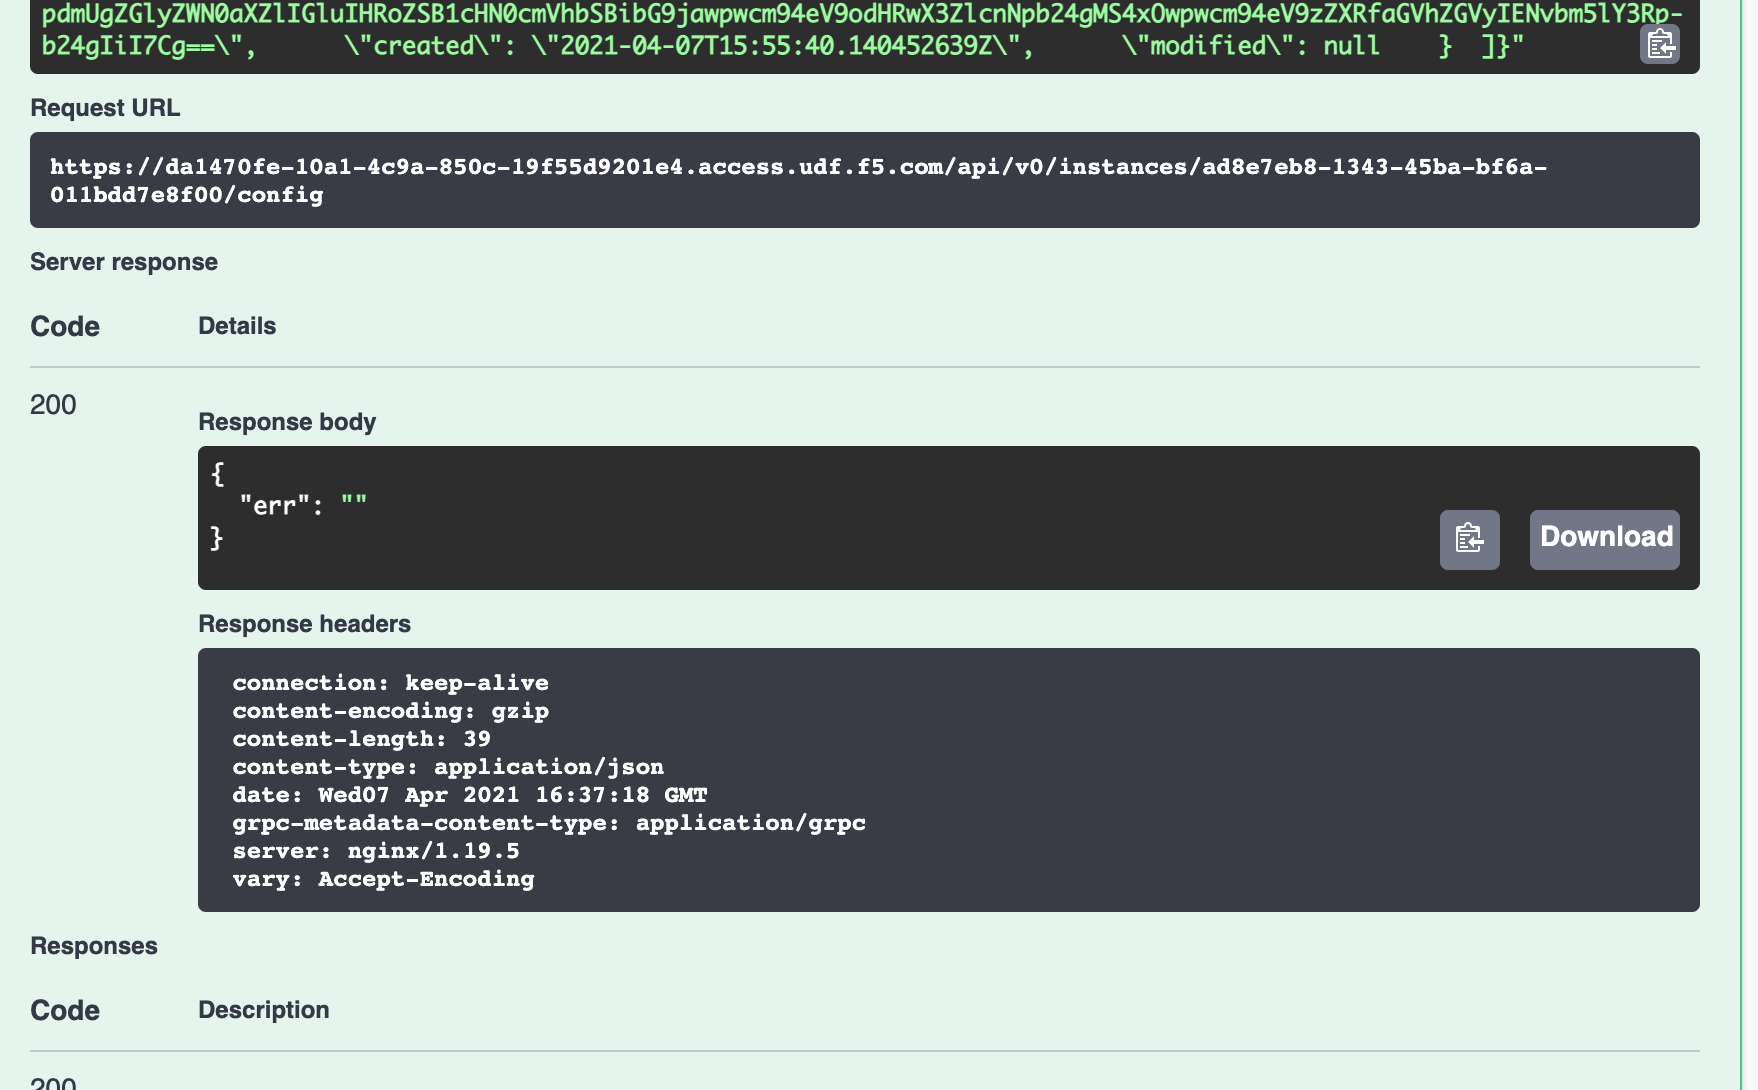 pdmUgZGlyZWN0aXZlIGluIHRoZSB1cHN0cmVhbSBibG9jawpwcm94eV9odHRwX3ZlcnNpb24gMS4xOwpwcm94eV9zZXRfaGVhZGVyIENvbm5lY3Rp-
b24gIiI7Cg==\",      \"created\": \"2021-04-07T15:55:40.140452639Z\",      \"modified\": null    }  ]}"
Request URL
https://da1470fe-10a1-4c9a-850c-19f55d9201e4.access.udf.f5.com/api/v0/instances/ad8e7eb8-1343-45ba-bf6a-
011bdd7e8f00/config
Server response
Code Details
200
Response body
{
"err": ""
}
Download
Response headers
connection: keep-alive
content-encoding: gzip
content-length: 39
content-type: application/json
date: Wed07 Apr 2021 16:37:18 GMT
grpc-metadata-content-type: application/grpc
server: nginx/1.19.5
vary: Accept-Encoding
Responses
Code Description
200